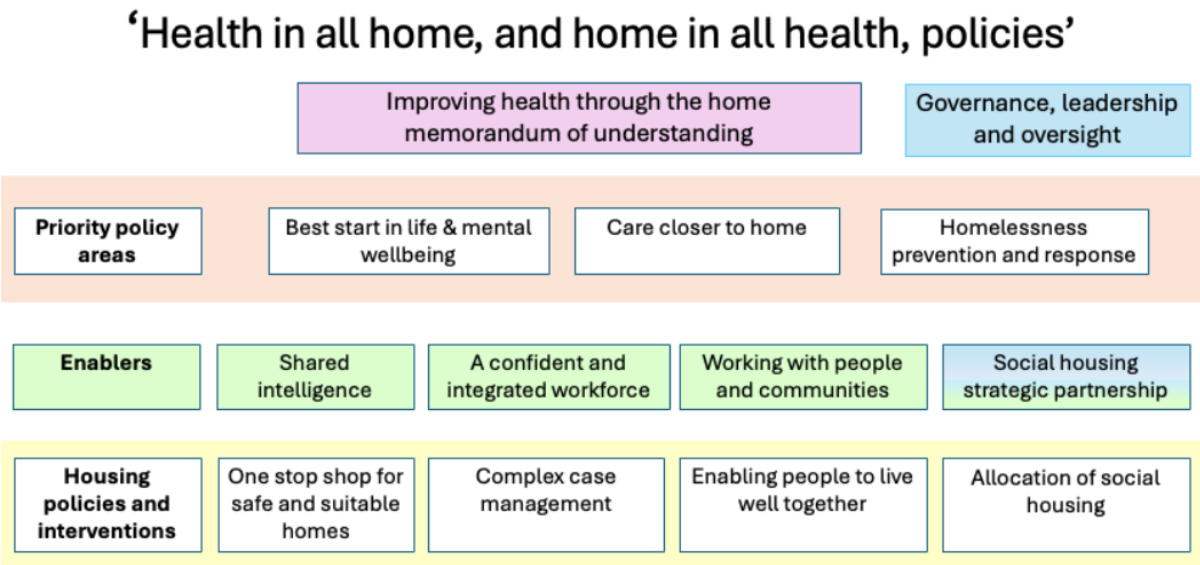 ‘Health in all home, and home in all health, policies’
Improving health through the home
memorandum of understanding
Governance, leadership
and oversight
Priority policy
areas
Best start in life & mental
wellbeing
Care closer to home
Homelessness
prevention and response
Enablers
Shared
intelligence
A confident and
integrated workforce
Working with people
and communities
Social housing
strategic partnership
Housing
policies and
interventions
One stop shop for
safe and suitable
homes
Complex case
management
Enabling people to live
well together
Allocation of social
housing